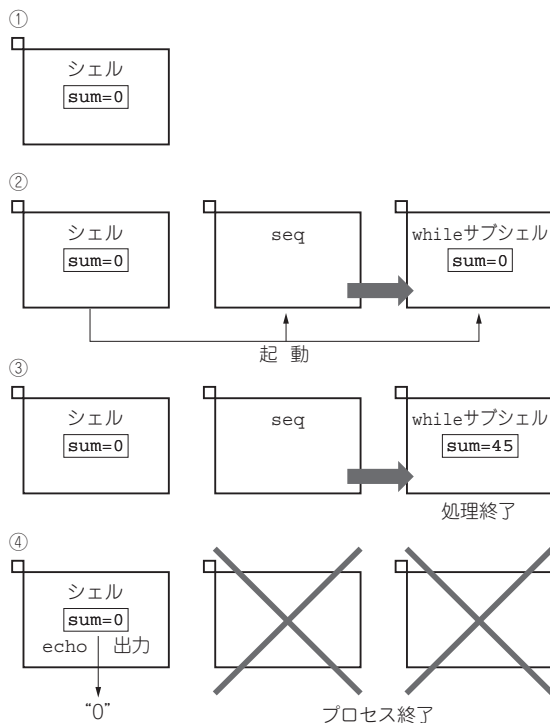 ①
シェル
sum=0
②
シェル
sum=0
seq
whileサブシェル
sum=0
起 動
③
シェル
sum=0
seq
whileサブシェル
sum=45
処理終了
④
シェル
sum=0
echo 出力
“0”
プロセス終了